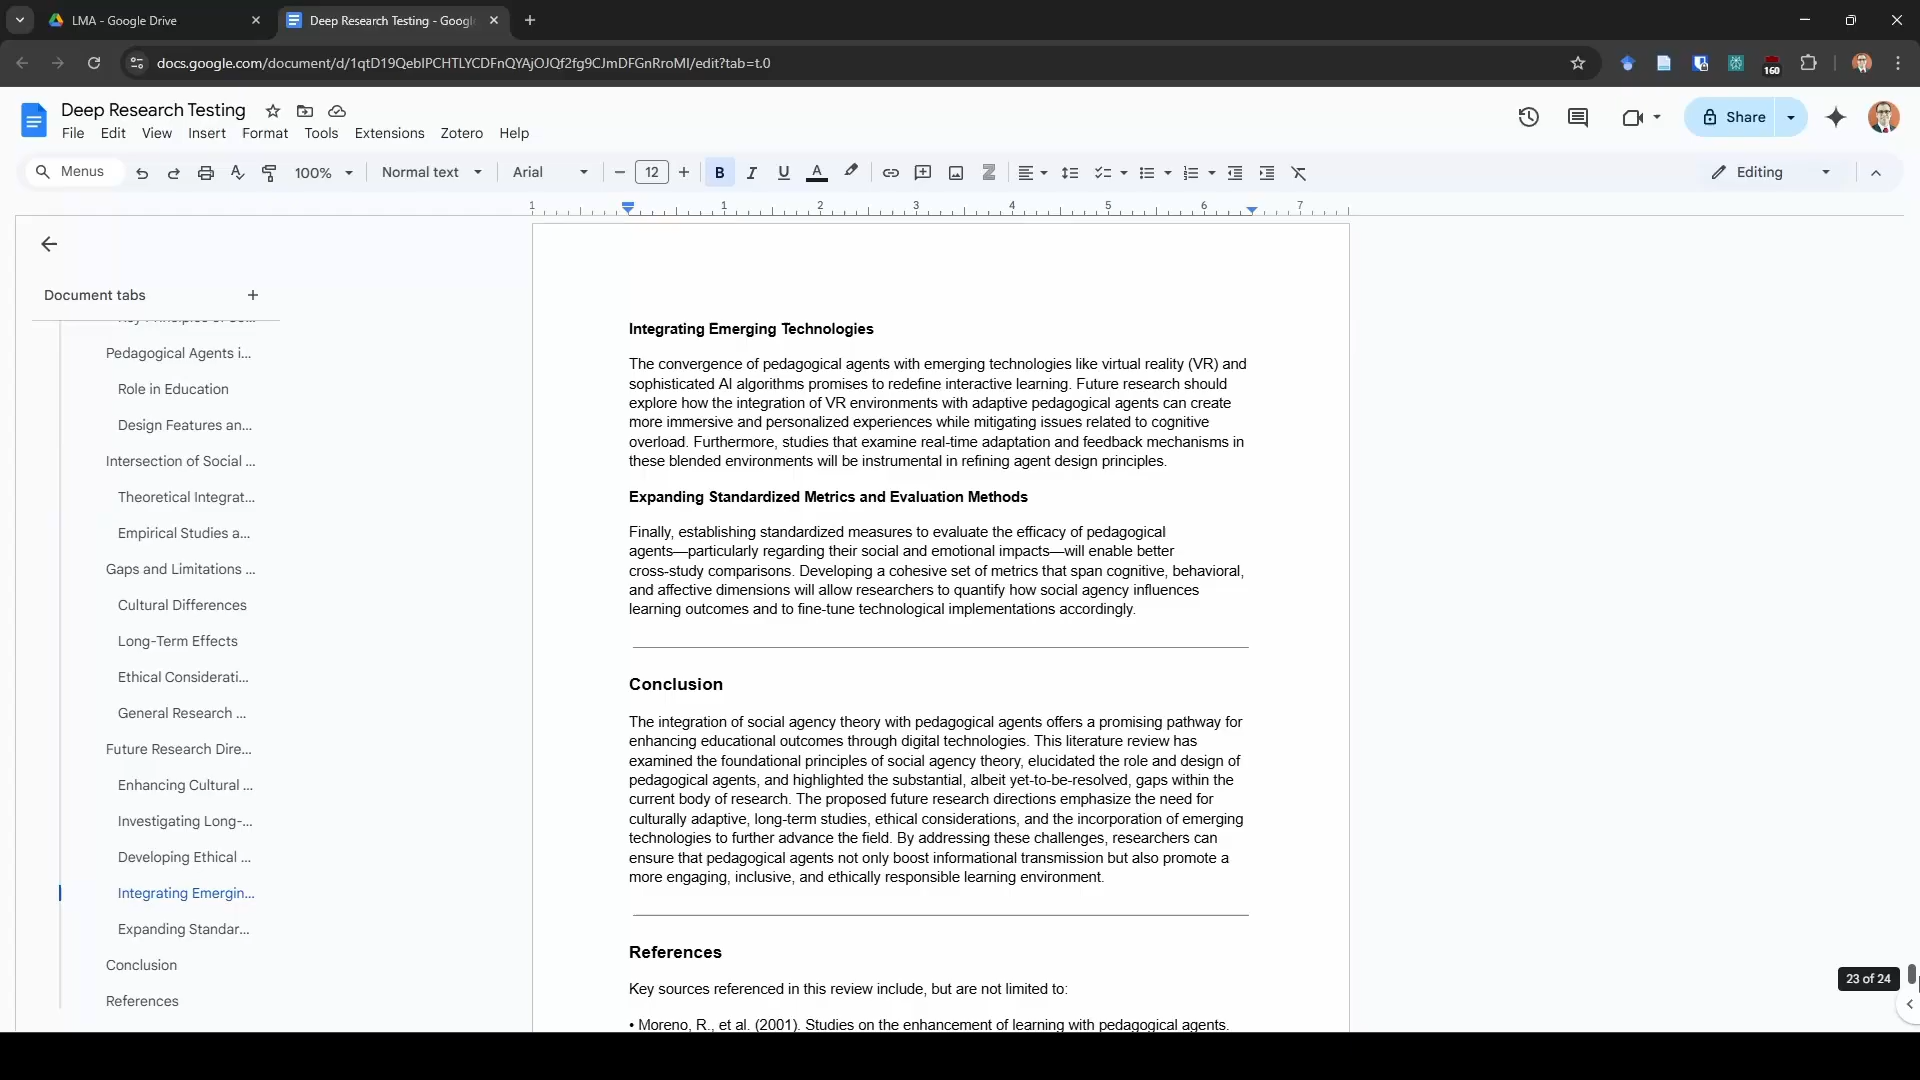 LMA - Google Drive
Deep Research Testing - Googl
docs.google.com/document/d/1qtD19QebIPCHTLYCDFnQYAjOJQf2fg9CJmDFGnRroMI/edit?tab=t.0
160
Deep Research Testing
File Edit View Insert Format Tools Extensions Zotero Help
Share
Menus
100%
Normal text
Arial
12
Editing
1 1 2 3 4 5 6 7
Document tabs
Pedagogical Agents i...
Role in Education
Design Features an...
Intersection of Social ...
Theoretical Integrat...
Empirical Studies a...
Gaps and Limitations ...
Cultural Differences
Long-Term Effects
Ethical Considerati...
General Research ...
Future Research Dire...
Enhancing Cultural ...
Investigating Long-...
Developing Ethical ...
Integrating Emergin...
Expanding Standar...
Conclusion
References
Integrating Emerging Technologies
The convergence of pedagogical agents with emerging technologies like virtual reality (VR) and
sophisticated AI algorithms promises to redefine interactive learning. Future research should
explore how the integration of VR environments with adaptive pedagogical agents can create
more immersive and personalized experiences while mitigating issues related to cognitive
overload. Furthermore, studies that examine real-time adaptation and feedback mechanisms in
these blended environments will be instrumental in refining agent design principles.
Expanding Standardized Metrics and Evaluation Methods
Finally, establishing standardized measures to evaluate the efficacy of pedagogical
agents—particularly regarding their social and emotional impacts—will enable better
cross-study comparisons. Developing a cohesive set of metrics that span cognitive, behavioral,
and affective dimensions will allow researchers to quantify how social agency influences
learning outcomes and to fine-tune technological implementations accordingly.
Conclusion
The integration of social agency theory with pedagogical agents offers a promising pathway for
enhancing educational outcomes through digital technologies. This literature review has
examined the foundational principles of social agency theory, elucidated the role and design of
pedagogical agents, and highlighted the substantial, albeit yet-to-be-resolved, gaps within the
current body of research. The proposed future research directions emphasize the need for
culturally adaptive, long-term studies, ethical considerations, and the incorporation of emerging
technologies to further advance the field. By addressing these challenges, researchers can
ensure that pedagogical agents not only boost informational transmission but also promote a
more engaging, inclusive, and ethically responsible learning environment.
References
Key sources referenced in this review include, but are not limited to:
• Moreno, R., et al. (2001). Studies on the enhancement of learning with pedagogical agents.
23 of 24